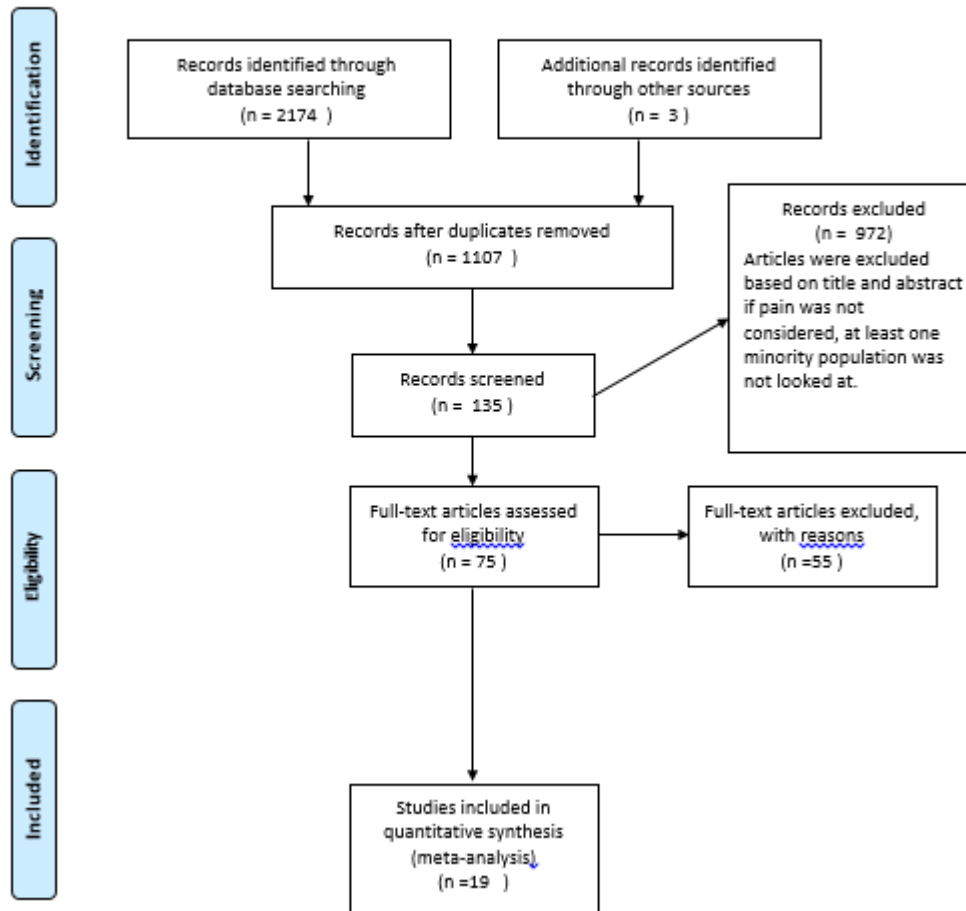 Identification
Records identified through
database searching
(n = 2174  )
Additional records identified
through other sources
(n =  3 )
Records after duplicates removed
(n = 1107  )
Screening
Records excluded
(n =  972)
Articles were excluded
based on title and abstract
if pain was not
considered, at least one
minority population was
not looked at.
Records screened
(n =  135 )
Eligibility
Full-text articles assessed
for eligibility
(n = 75 )
Full-text articles excluded,
with reasons
(n =55 )
Included
Studies included in
quantitative synthesis
(meta-analysis)
(n =19  )